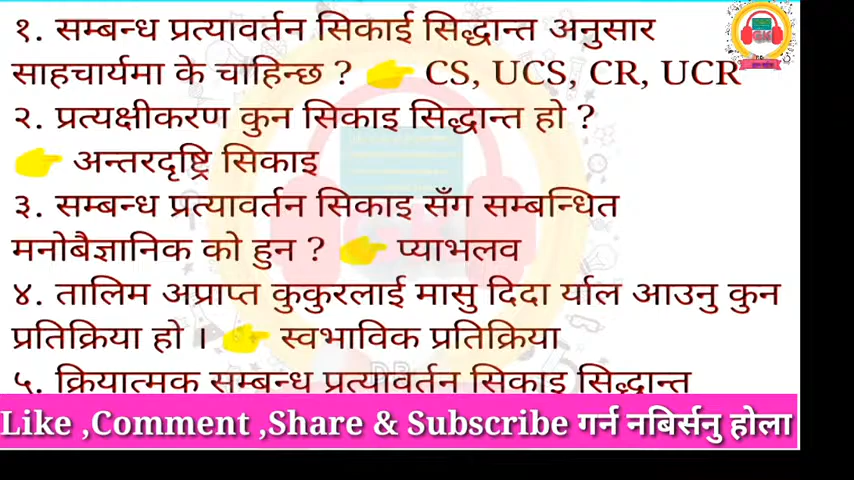 १. सम्बन्ध प्रत्यावर्तन सिकाई सिद्धान्त अनुसार
साहचार्यमा के चाहिन्छ ? 👉 CS, UCS, CR, UCR
२. प्रत्यक्षीकरण कुन सिकाइ सिद्धान्त हो ?
👉 अन्तरदृष्ट्रि सिकाइ
३. सम्बन्ध प्रत्यावर्तन सिकाइ सँग सम्बन्धित
मनोबैज्ञानिक को हुन ? 👉 प्याभलव
४. तालिम अप्राप्त कुकुरलाई मासु दिदा र्याल आउनु कुन
प्रतिक्रिया हो । 👉 स्वभाविक प्रतिक्रिया
५. क्रियात्मक सम्बन्ध प्रत्यावर्तन सिकाइ सिद्धान्त
Like ,Comment ,Share & Subscribe गर्न नबिर्सनु होला